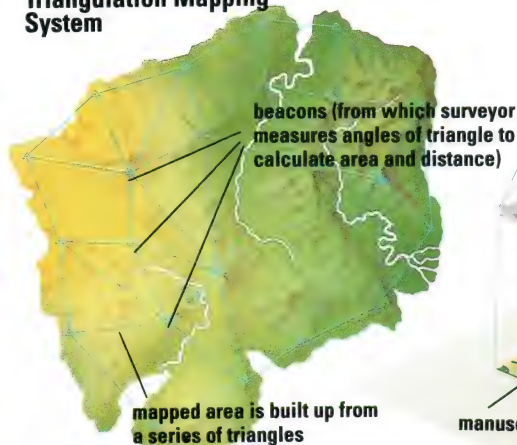 Triangulation Mapping
System
beacons (from which surveyor
measures angles of triangle to
calculate area and distance)
mapped area is built up from
a series of triangles